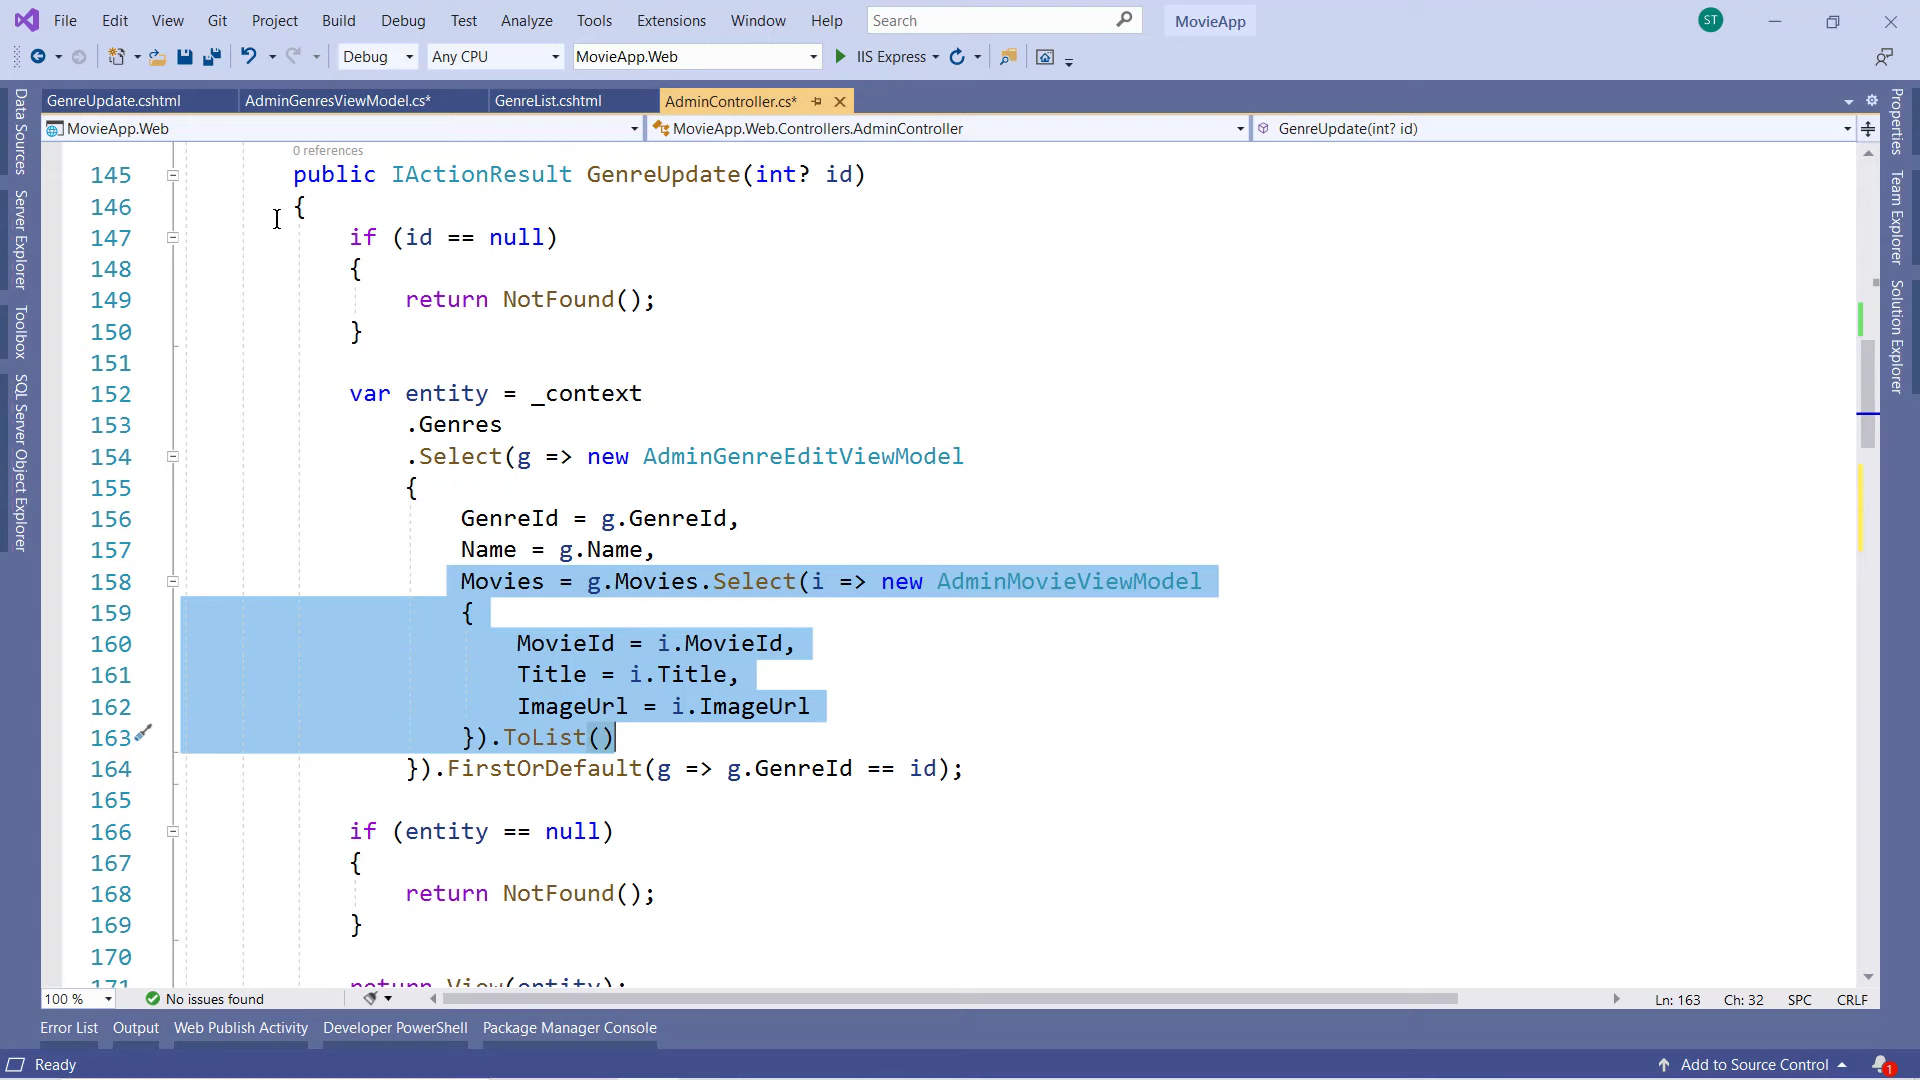 File Edit View Git Project Build Debug Test Analyze Tools Extensions Window Help Search MovieApp ST
Debug Any CPU MovieApp.Web IIS Express
GenreUpdate.cshtml AdminGenresViewModel.cs* GenreList.cshtml AdminController.cs*
MovieApp.Web MovieApp.Web.Controllers.AdminController GenreUpdate(int? id)
Data Sources
Server Explorer
Toolbox
SQL Server Object Explorer
0 references
145 public IActionResult GenreUpdate(int? id)
146 {
147 if (id == null)
148 {
149 return NotFound();
150 }
151
152 var entity = _context
153 .Genres
154 .Select(g => new AdminGenreEditViewModel
155 {
156 GenreId = g.GenreId,
157 Name = g.Name,
158 Movies = g.Movies.Select(i => new AdminMovieViewModel
159 {
160 MovieId = i.MovieId,
161 Title = i.Title,
162 ImageUrl = i.ImageUrl
163 }).ToList()
164 }).FirstOrDefault(g => g.GenreId == id);
165
166 if (entity == null)
167 {
168 return NotFound();
169 }
170
171 return View(entity);
Properties
Team Explorer
Solution Explorer
100 % No issues found Ln: 163 Ch: 32 SPC CRLF
Error List Output Web Publish Activity Developer PowerShell Package Manager Console
Ready Add to Source Control 1